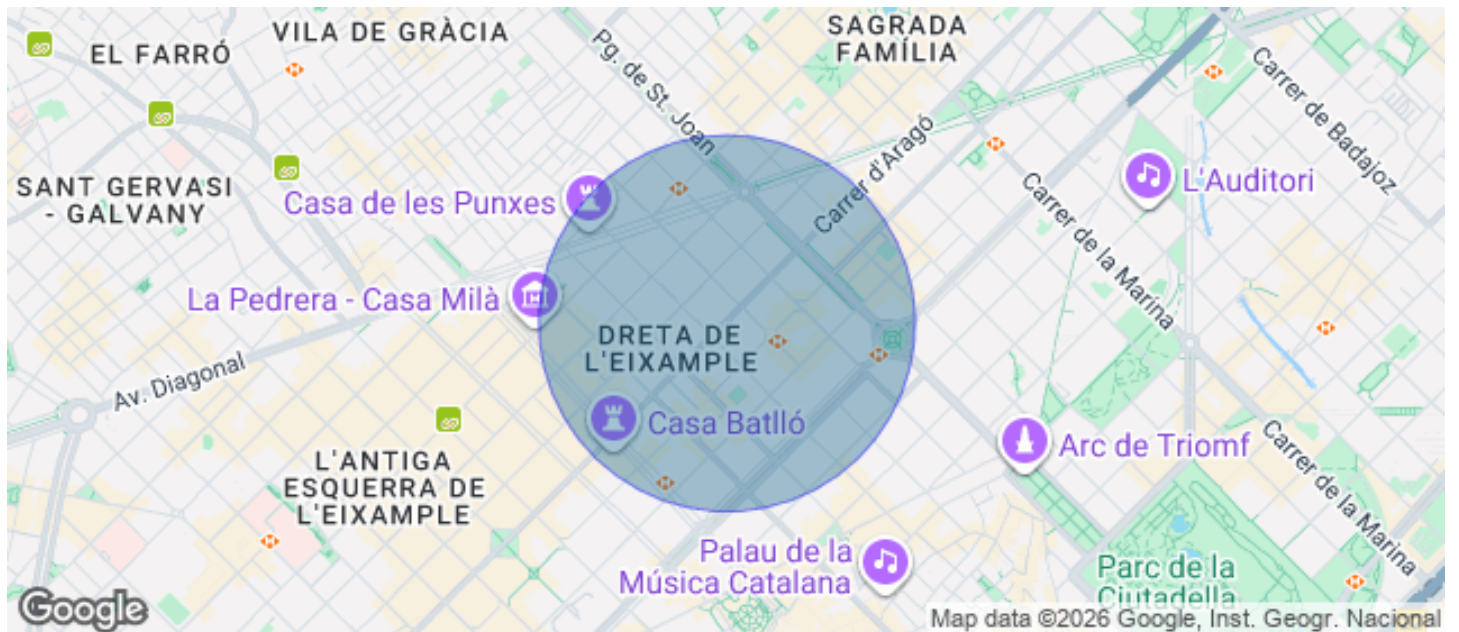 VILA DE GRÀCIA
EL FARRÓ
SAGRADA
FAMÍLIA
Pg. de St. Joan
Carrer de Badajoz
Carrer d'Aragó
SANT GERVASI
- GALVANY
Casa de les Punxes
L'Auditori
Carrer de la Marina
La Pedrera - Casa Milà
DRETA DE
L'EIXAMPLE
Av. Diagonal
Casa Batlló
Arc de Triomf
Carrer de la Marina
L'ANTIGA
ESQUERRA DE
L'EIXAMPLE
Palau de la
Música Catalana
Parc de la
Ciutadella
Google
Map data ©2026 Google, Inst. Geogr. Nacional